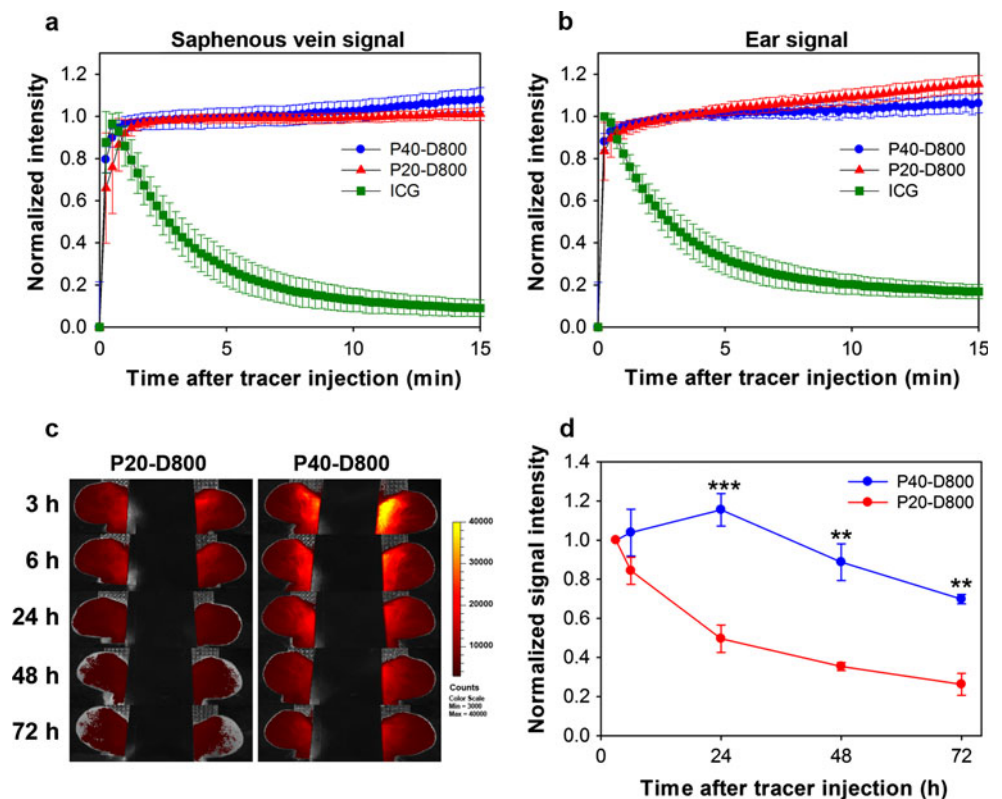 a
Saphenous vein signal
Normalized intensity
1.2
1.0
0.8
0.6
0.4
0.2
0.0
P40-D800
P20-D800
ICG
0
5
10
15
Time after tracer injection (min)
b
Ear signal
Normalized intensity
1.2
1.0
0.8
0.6
0.4
0.2
0.0
P40-D800
P20-D800
ICG
0
5
10
15
Time after tracer injection (min)
c
P20-D800 P40-D800
3 h
6 h
24 h
48 h
72 h
40000
30000
20000
10000
Counts
Color Scale
Min = 3000
Max = 40000
d
Normalized signal intensity
1.4
1.2
1.0
0.8
0.6
0.4
0.2
0.0
P40-D800
P20-D800
***
**
**
0
24
48
72
Time after tracer injection (h)